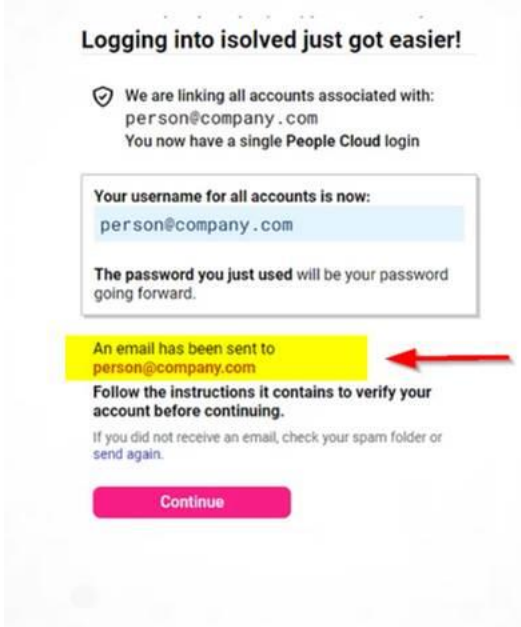 Logging into isolved just got easier!
We are linking all accounts associated with:
person@company.com
You now have a single People Cloud login
Your username for all accounts is now:
person@company.com
The password you just used will be your password
going forward.
An email has been sent to
person@company.com
Follow the instructions it contains to verify your
account before continuing.
If you did not receive an email, check your spam folder or
send again.
Continue